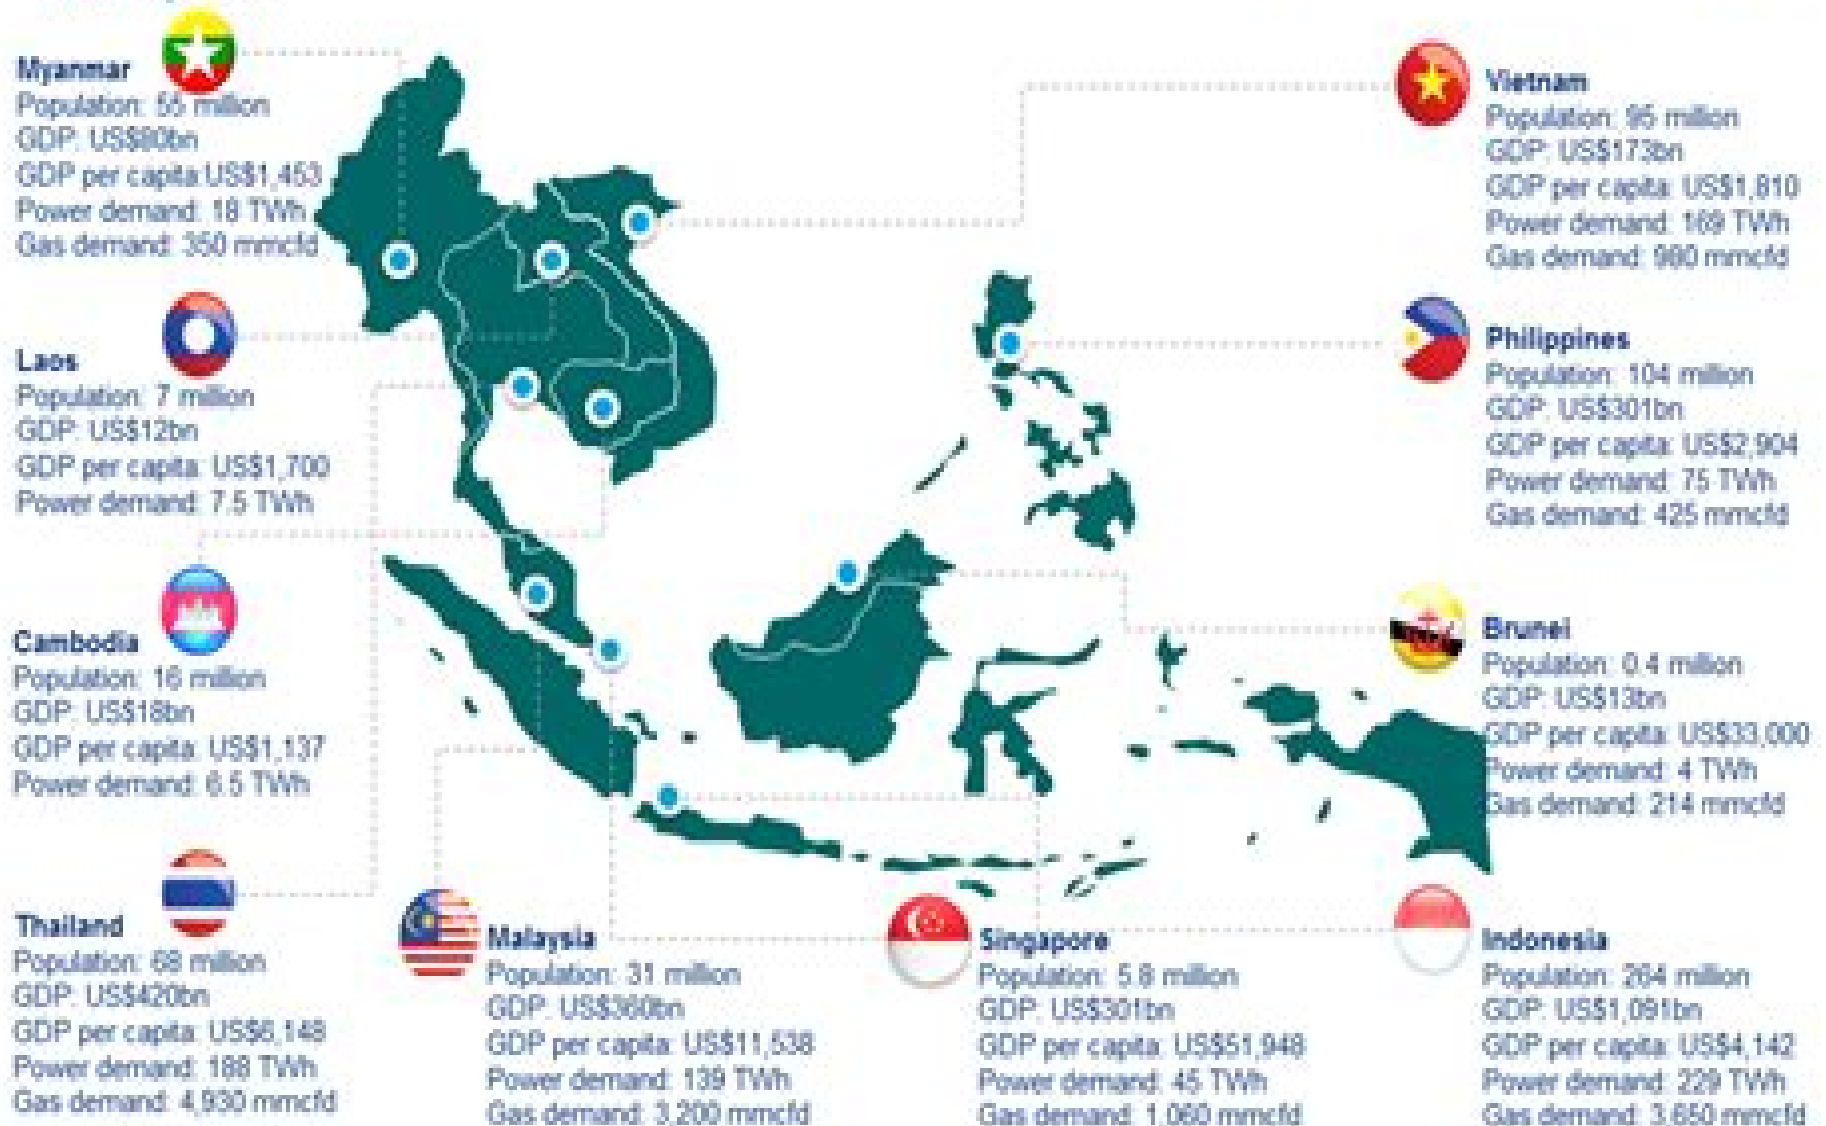 Myanmar
Population: 55 million
GDP: US$80bn
GDP per capita:US$1,453
Power demand: 18 TWh
Gas demand: 350 mmcfd
Laos
Population: 7 million
GDP: US$12bn
GDP per capita: US$1,700
Power demand: 7.5 TWh
Cambodia
Population: 16 million
GDP: US$18bn
GDP per capita: US$1,137
Power demand: 6.5 TWh
Thailand
Population: 68 million
GDP: US$420bn
GDP per capita: US$6,148
Power demand: 188 TWh
Gas demand: 4,930 mmcfd
Malaysia
Population: 31 million
GDP: US$360bn
GDP per capita: US$11,538
Power demand: 139 TWh
Gas demand: 3,200 mmcfd
Singapore
Population: 5.8 million
GDP: US$301bn
GDP per capita: US$51,948
Power demand: 45 TWh
Gas demand: 1,060 mmcfd
Vietnam
Population: 95 million
GDP: US$173bn
GDP per capita: US$1,810
Power demand: 169 TWh
Gas demand: 980 mmcfd
Philippines
Population: 104 million
GDP: US$301bn
GDP per capita: US$2,904
Power demand: 75 TWh
Gas demand: 425 mmcfd
Brunei
Population: 0.4 million
GDP: US$13bn
GDP per capita: US$33,000
Power demand: 4 TWh
Gas demand: 214 mmcfd
Indonesia
Population: 264 million
GDP: US$1,091bn
GDP per capita: US$4,142
Power demand: 229 TWh
Gas demand: 3,650 mmcfd